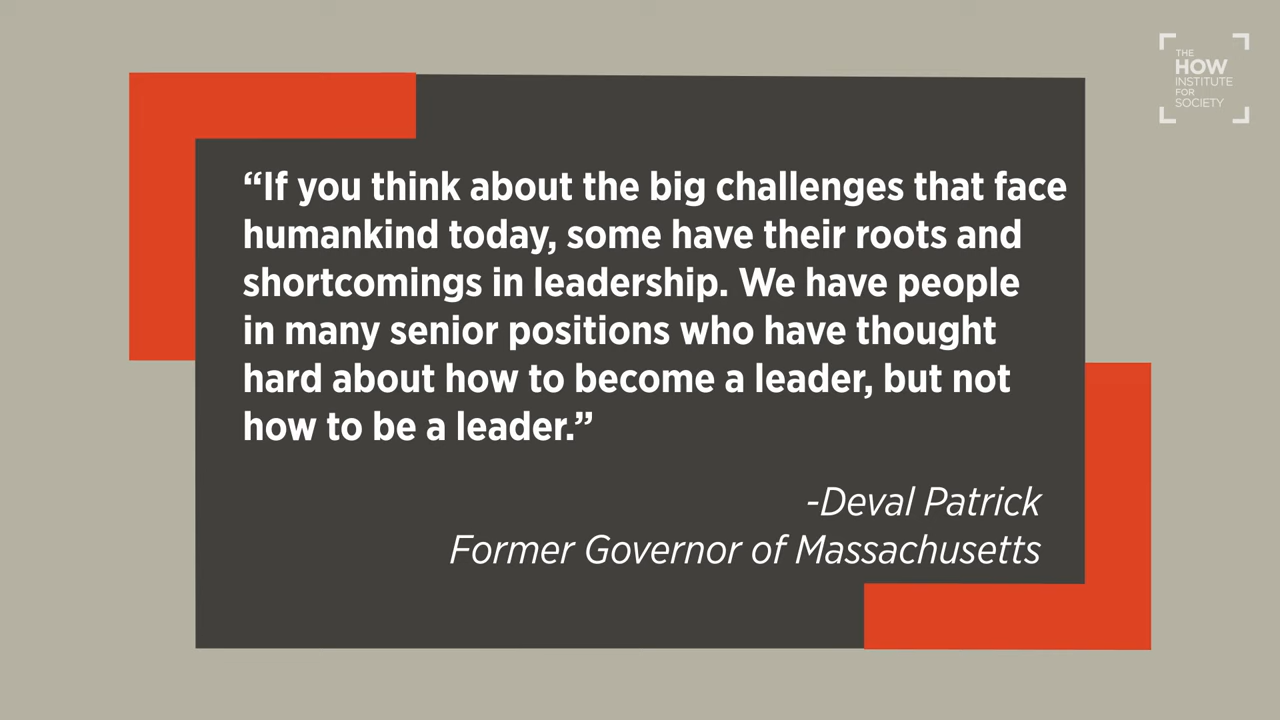 THE
HOW
INSTITUTE
FOR
SOCIETY
“If you think about the big challenges that face
humankind today, some have their roots and
shortcomings in leadership. We have people
in many senior positions who have thought
hard about how to become a leader, but not
how to be a leader.”
-Deval Patrick
Former Governor of Massachusetts